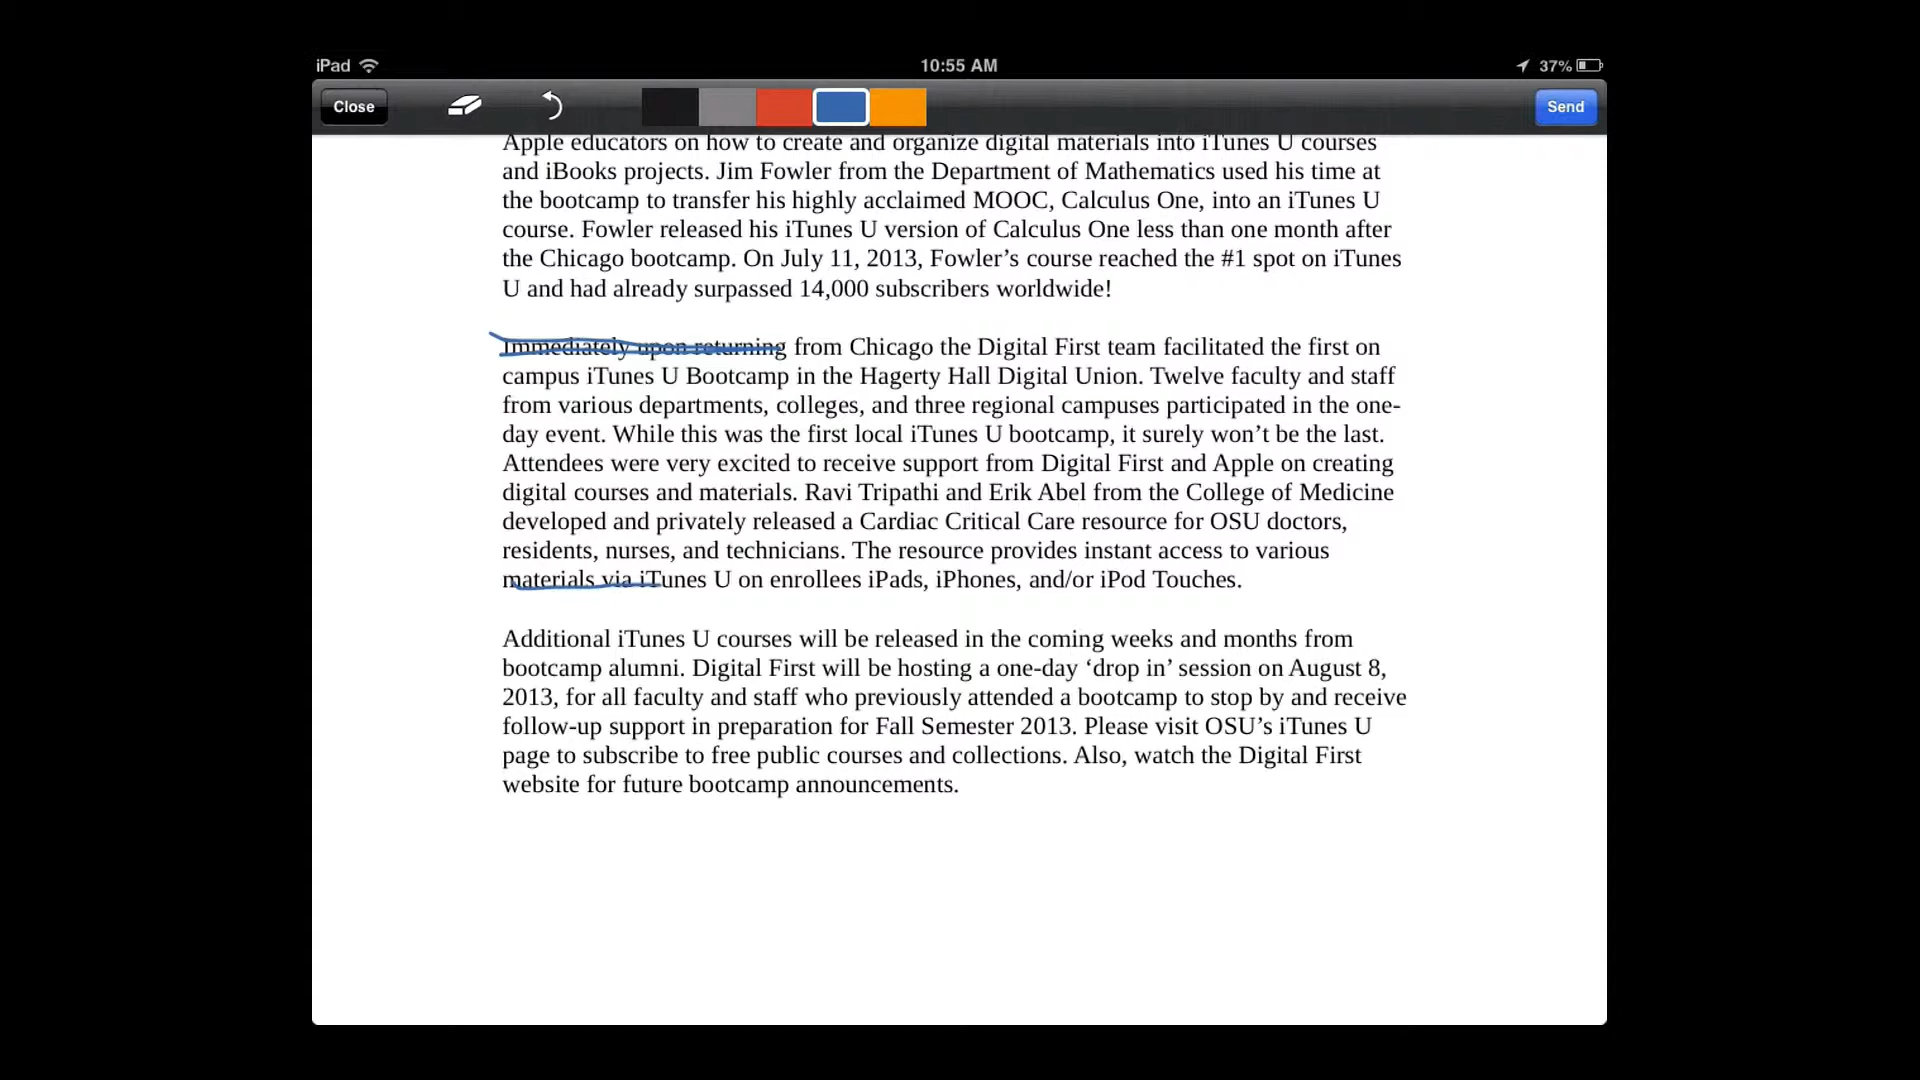 iPad
10:55 AM
37%
Close
Send
Apple educators on how to create and organize digital materials into iTunes U courses
and iBooks projects. Jim Fowler from the Department of Mathematics used his time at
the bootcamp to transfer his highly acclaimed MOOC, Calculus One, into an iTunes U
course. Fowler released his iTunes U version of Calculus One less than one month after
the Chicago bootcamp. On July 11, 2013, Fowler’s course reached the #1 spot on iTunes
U and had already surpassed 14,000 subscribers worldwide!
Immediately upon returning from Chicago the Digital First team facilitated the first on
campus iTunes U Bootcamp in the Hagerty Hall Digital Union. Twelve faculty and staff
from various departments, colleges, and three regional campuses participated in the one-
day event. While this was the first local iTunes U bootcamp, it surely won’t be the last.
Attendees were very excited to receive support from Digital First and Apple on creating
digital courses and materials. Ravi Tripathi and Erik Abel from the College of Medicine
developed and privately released a Cardiac Critical Care resource for OSU doctors,
residents, nurses, and technicians. The resource provides instant access to various
materials via iTunes U on enrollees iPads, iPhones, and/or iPod Touches.
Additional iTunes U courses will be released in the coming weeks and months from
bootcamp alumni. Digital First will be hosting a one-day ‘drop in’ session on August 8,
2013, for all faculty and staff who previously attended a bootcamp to stop by and receive
follow-up support in preparation for Fall Semester 2013. Please visit OSU’s iTunes U
page to subscribe to free public courses and collections. Also, watch the Digital First
website for future bootcamp announcements.